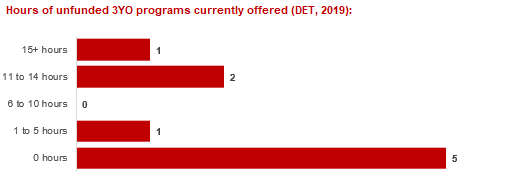 Hours of unfunded 3YO programs currently offered (DET, 2019):
15+ hours 1
11 to 14 hours 2
6 to 10 hours 0
1 to 5 hours 1
0 hours 5